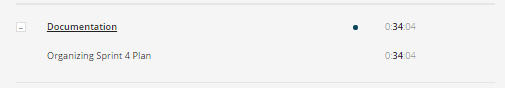 Documentation 0:34:04
Organizing Sprint 4 Plan 0:34:04